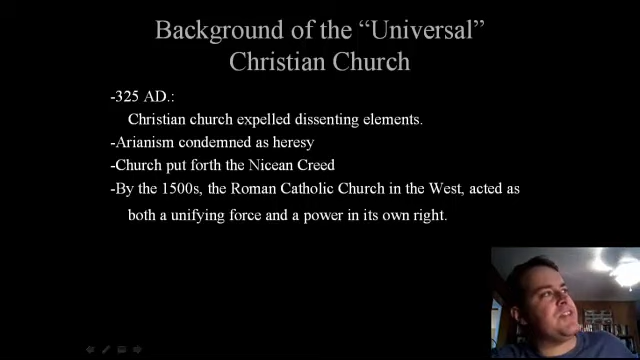 Background of the “Universal”
Christian Church
-325 AD.:
Christian church expelled dissenting elements.
-Arianism condemned as heresy
-Church put forth the Nicean Creed
-By the 1500s, the Roman Catholic Church in the West, acted as
both a unifying force and a power in its own right.